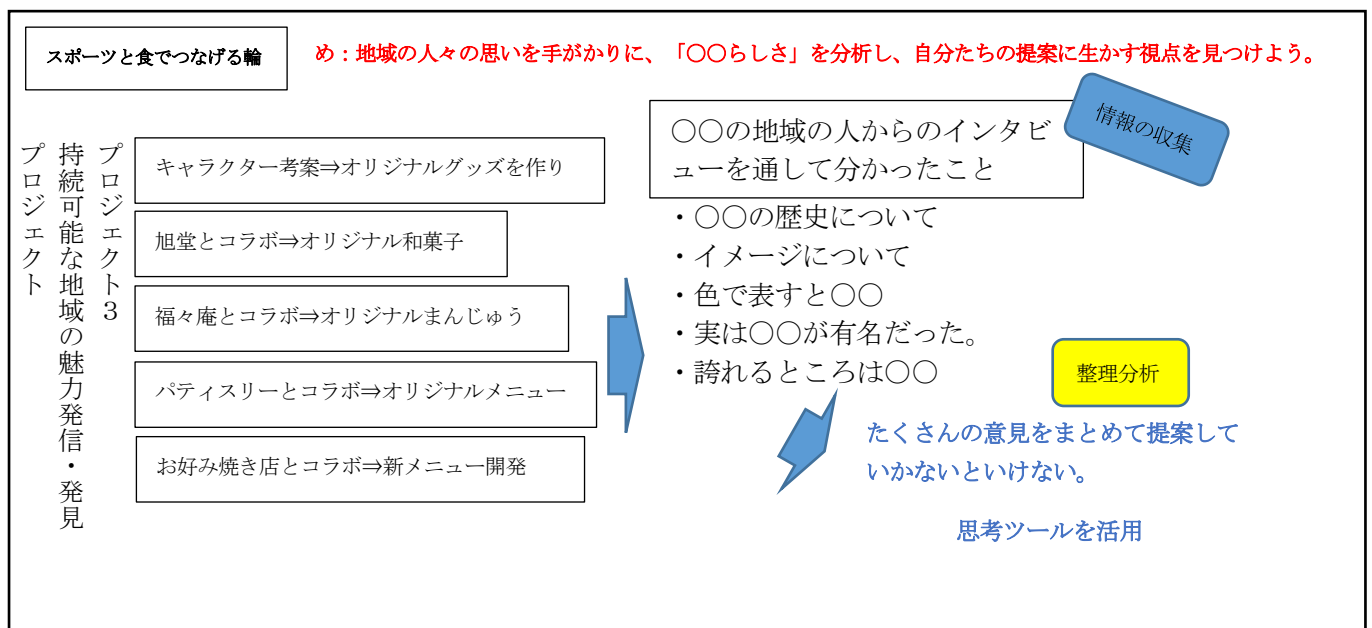 スポーツと食でつなげる輪
め：地域の人々の思いを手がかりに、「〇〇らしさ」を分析し、自分たちの提案に生かす視点を見つけよう。
プロジェクト３
持続可能な地域の魅力発信・発見
プロジェクト
キャラクター考案⇒オリジナルグッズを作り
旭堂とコラボ⇒オリジナル和菓子
福々庵とコラボ⇒オリジナルまんじゅう
パティスリーとコラボ⇒オリジナルメニュー
お好み焼き店とコラボ⇒新メニュー開発
〇〇の地域の人からのインタビ
ューを通して分かったこと
情報の収集
・〇〇の歴史について
・イメージについて
・色で表すと〇〇
・実は〇〇が有名だった。
・誇れるところは〇〇
整理分析
たくさんの意見をまとめて提案して
いかないといけない。
思考ツールを活用